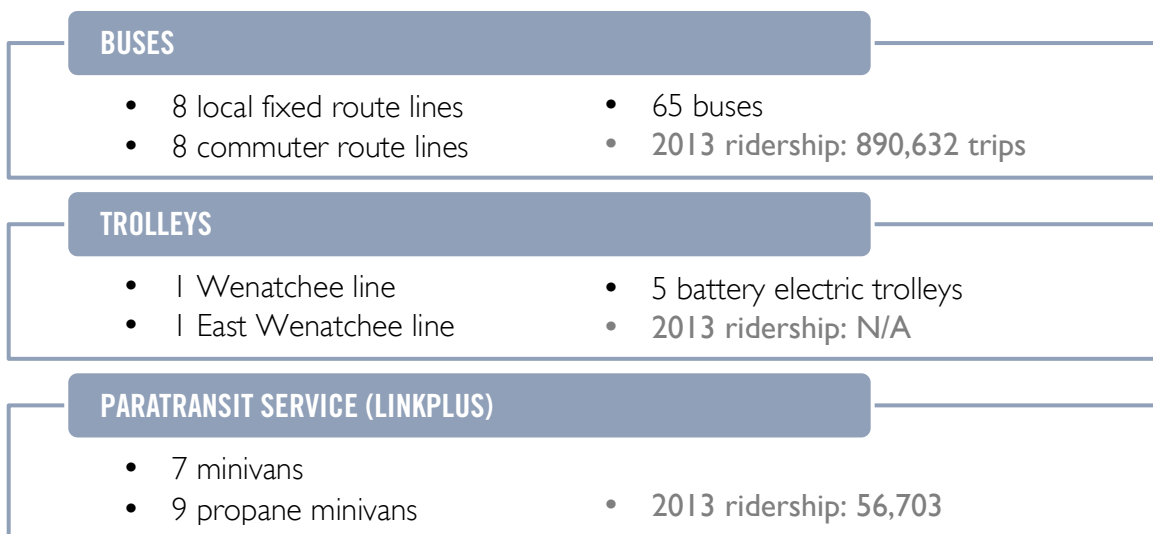 BUSES
• 8 local fixed route lines
• 8 commuter route lines
• 65 buses
• 2013 ridership: 890,632 trips
TROLLEYS
• 1 Wenatchee line
• 1 East Wenatchee line
• 5 battery electric trolleys
• 2013 ridership: N/A
PARATRANSIT SERVICE (LINKPLUS)
• 7 minivans
• 9 propane minivans
• 2013 ridership: 56,703